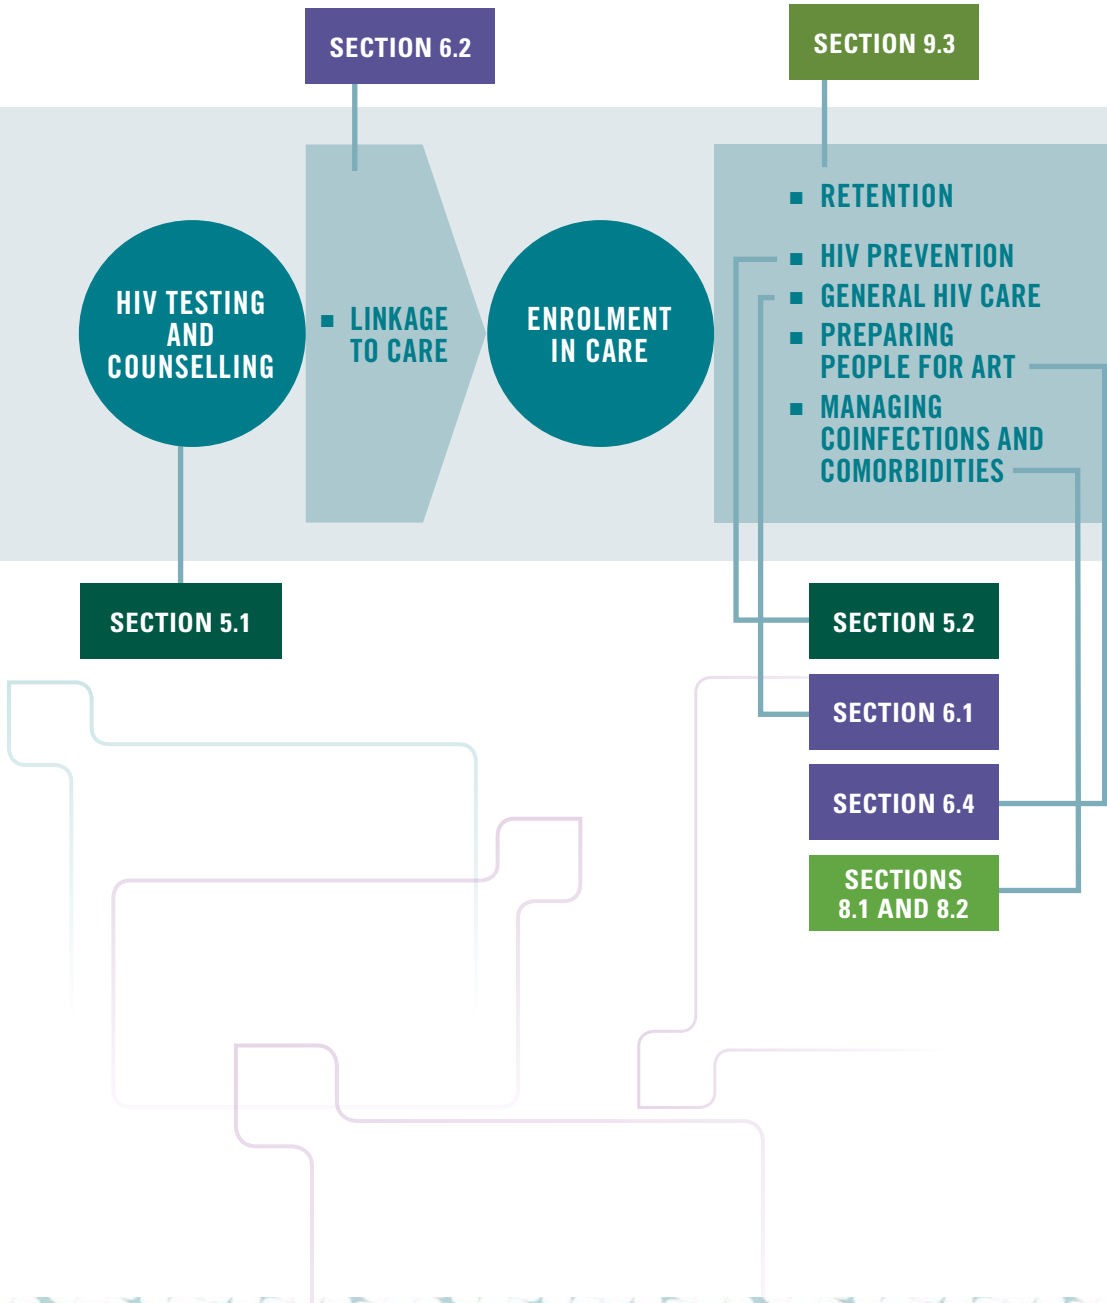 SECTION 6.2
SECTION 9.3
HIV TESTING
AND
COUNSELLING
■ LINKAGE
TO CARE
ENROLMENT
IN CARE
■ RETENTION
■ HIV PREVENTION
■ GENERAL HIV CARE
■ PREPARING
PEOPLE FOR ART
■ MANAGING
COINFECTIONS AND
COMORBIDITIES
SECTION 5.1
SECTION 5.2
SECTION 6.1
SECTION 6.4
SECTIONS
8.1 AND 8.2